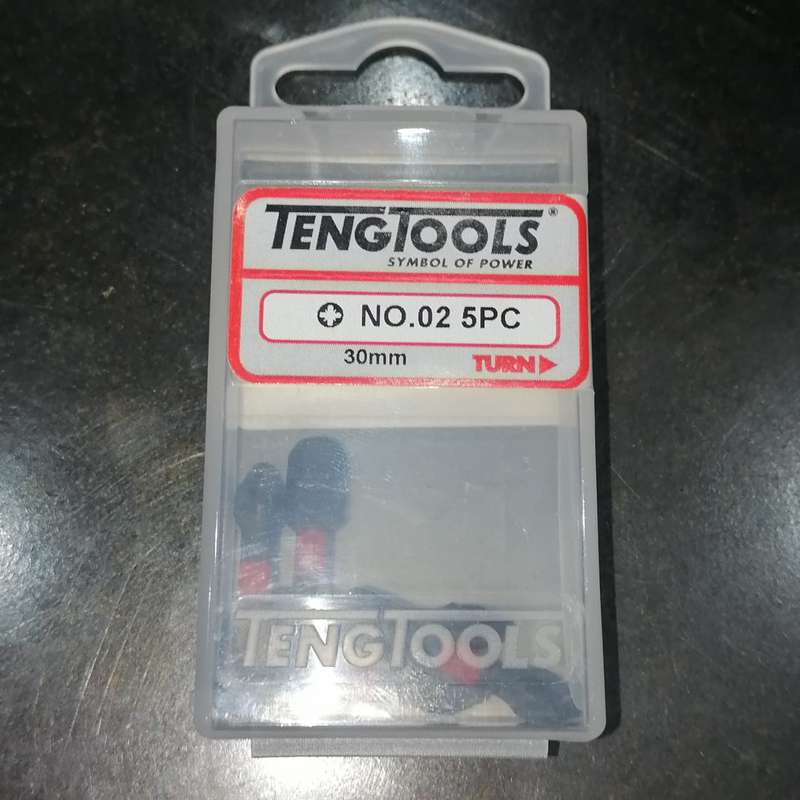 TENGTOOLS®
SYMBOL OF POWER
NO.02 5PC
30mm
TURN
TENGTOOLS